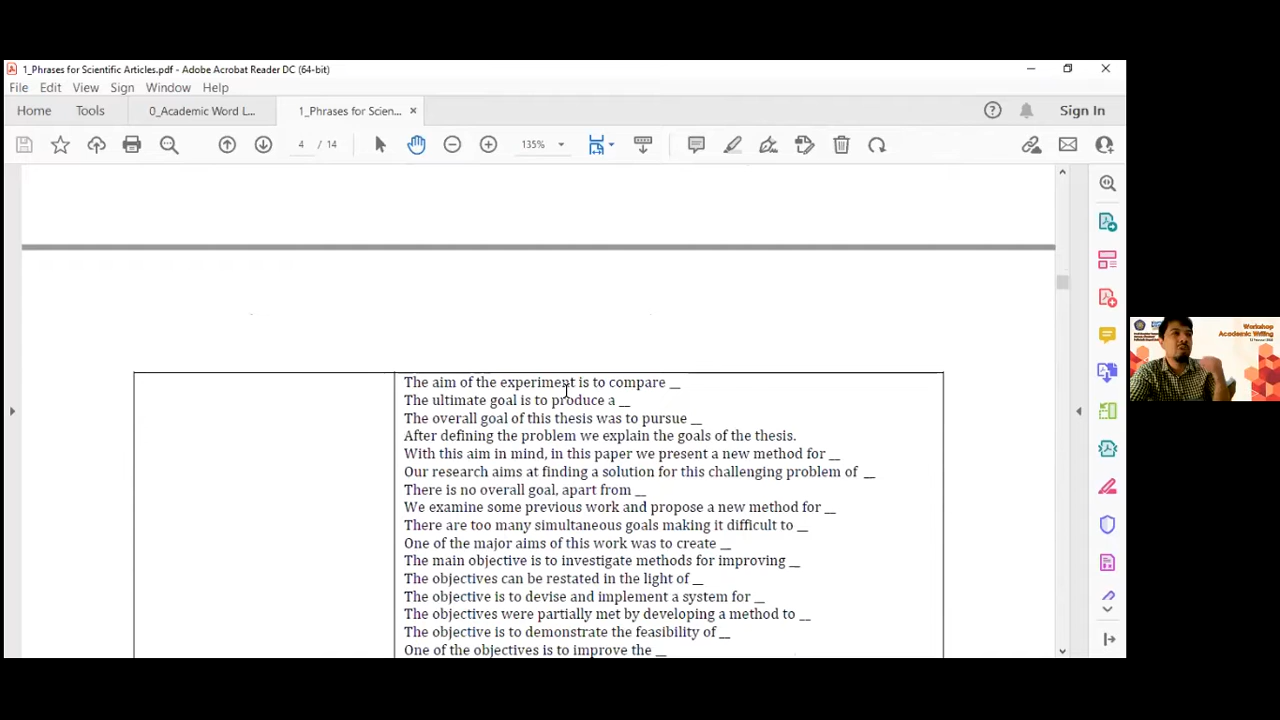 1_Phrases for Scientific Articles.pdf - Adobe Acrobat Reader DC (64-bit)
File Edit View Sign Window Help
Home Tools 0_Academic Word L... 1_Phrases for Scien... Sign In
4 / 14 135%
The aim of the experiment is to compare __
The ultimate goal is to produce a __
The overall goal of this thesis was to pursue __
After defining the problem we explain the goals of the thesis.
With this aim in mind, in this paper we present a new method for __
Our research aims at finding a solution for this challenging problem of __
There is no overall goal, apart from __
We examine some previous work and propose a new method for __
There are too many simultaneous goals making it difficult to __
One of the major aims of this work was to create __
The main objective is to investigate methods for improving __
The objectives can be restated in the light of __
The objective is to devise and implement a system for __
The objectives were partially met by developing a method to __
The objective is to demonstrate the feasibility of __
One of the objectives is to improve the __
Workshop
Academic Writing